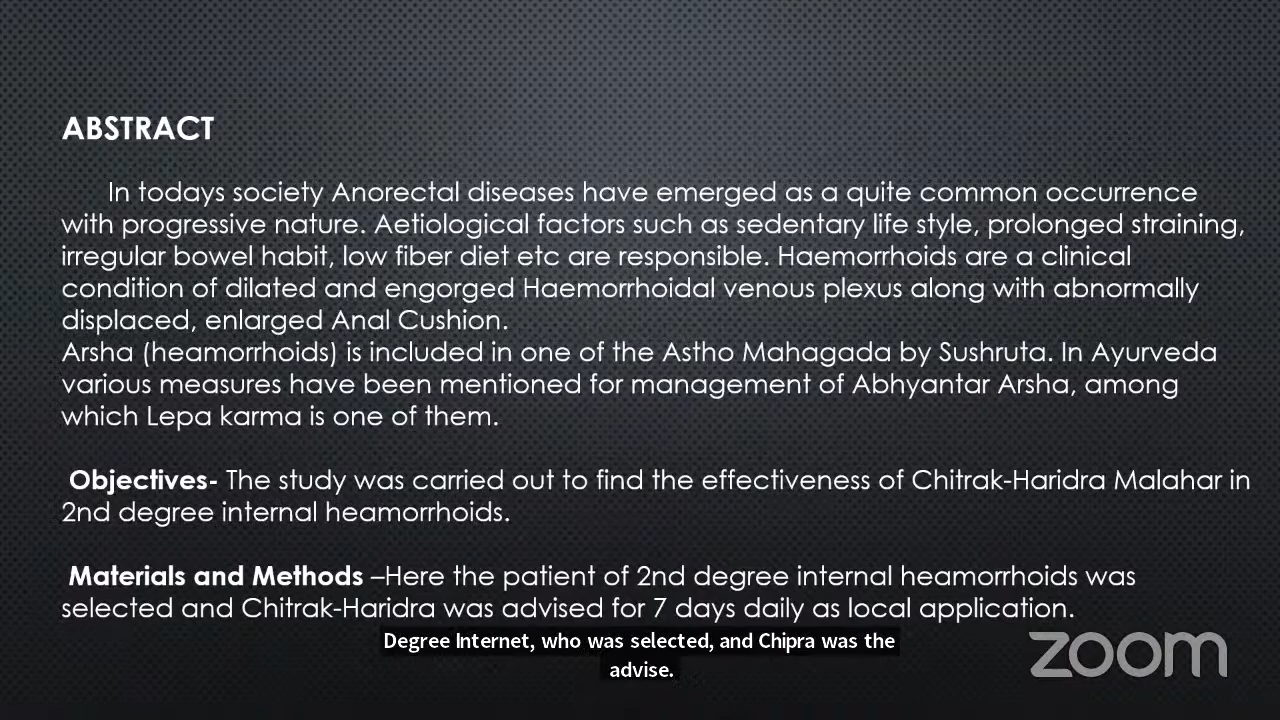 ABSTRACT
In todays society Anorectal diseases have emerged as a quite common occurrence
with progressive nature. Aetiological factors such as sedentary life style, prolonged straining,
irregular bowel habit, low fiber diet etc are responsible. Haemorrhoids are a clinical
condition of dilated and engorged Haemorrhoidal venous plexus along with abnormally
displaced, enlarged Anal Cushion.
Arsha (heamorrhoids) is included in one of the Astho Mahagada by Sushruta. In Ayurveda
various measures have been mentioned for management of Abhyantar Arsha, among
which Lepa karma is one of them.
Objectives- The study was carried out to find the effectiveness of Chitrak-Haridra Malahar in
2nd degree internal heamorrhoids.
Materials and Methods –Here the patient of 2nd degree internal heamorrhoids was
selected and Chitrak-Haridra was advised for 7 days daily as local application.
Degree Internet, who was selected, and Chipra was the
advise.
zoom